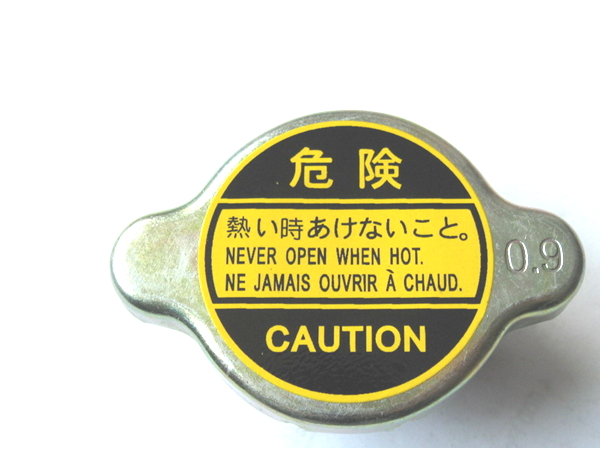 危険
熱い時あけないこと。
NEVER OPEN WHEN HOT.
NE JAMAIS OUVRIR À CHAUD.
CAUTION
0.9